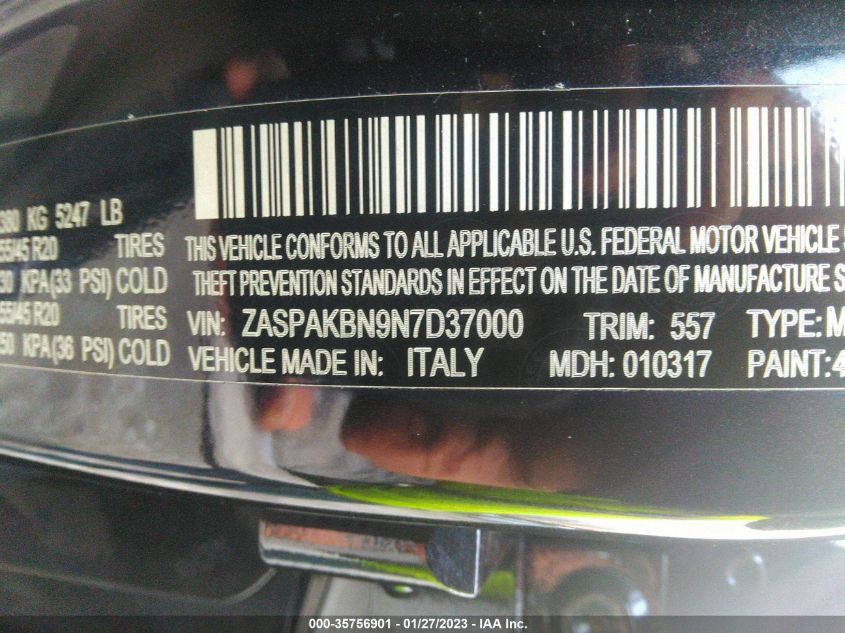 380 KG 5247 LB
55/45 R20 TIRES
30 KPA(33 PSI) COLD
55/45 R20 TIRES
50 KPA(36 PSI) COLD
THIS VEHICLE CONFORMS TO ALL APPLICABLE U.S. FEDERAL MOTOR VEHICLE S
THEFT PREVENTION STANDARDS IN EFFECT ON THE DATE OF MANUFACTURE S
VIN: ZASPAKBN9N7D37000 TRIM: 557 TYPE: M
VEHICLE MADE IN: ITALY MDH: 010317 PAINT:4
000-35756901 - 01/27/2023 - IAA Inc.